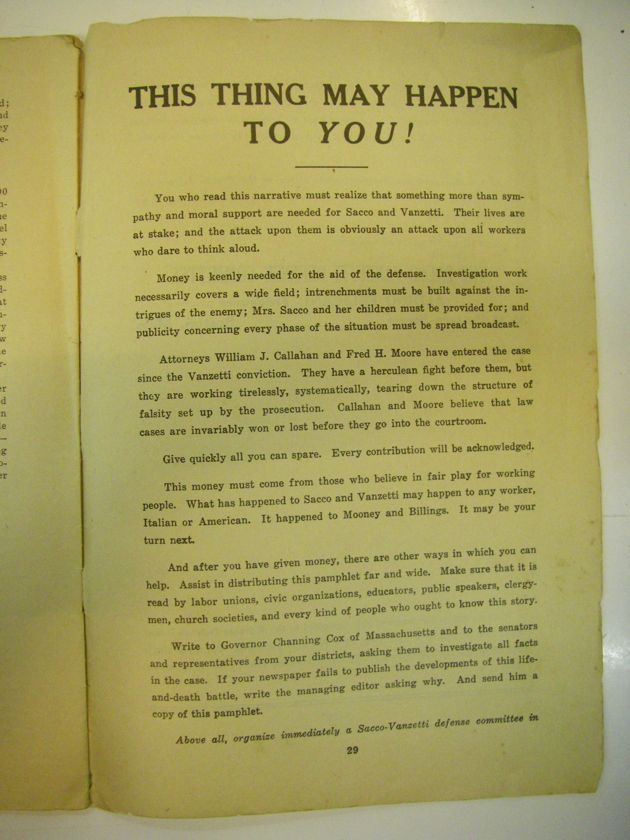 THIS THING MAY HAPPEN
TO YOU!
You who read this narrative must realize that something more than sym-
pathy and moral support are needed for Sacco and Vanzetti. Their lives are
at stake; and the attack upon them is obviously an attack upon all workers
who dare to think aloud.
Money is keenly needed for the aid of the defense. Investigation work
necessarily covers a wide field; intrenchments must be built against the in-
trigues of the enemy; Mrs. Sacco and her children must be provided for; and
publicity concerning every phase of the situation must be spread broadcast.
Attorneys William J. Callahan and Fred H. Moore have entered the case
since the Vanzetti conviction. They have a herculean fight before them, but
they are working tirelessly, systematically, tearing down the structure of
falsity set up by the prosecution. Callahan and Moore believe that law
cases are invariably won or lost before they go into the courtroom.
Give quickly all you can spare. Every contribution will be acknowledged.
This money must come from those who believe in fair play for working
people. What has happened to Sacco and Vanzetti may happen to any worker,
Italian or American. It happened to Mooney and Billings. It may be your
turn next.
And after you have given money, there are other ways in which you can
help. Assist in distributing this pamphlet far and wide. Make sure that it is
read by labor unions, civic organizations, educators, public speakers, clergy-
men, church societies, and every kind of people who ought to know this story.
Write to Governor Channing Cox of Massachusetts and to the senators
and representatives from your districts, asking them to investigate all facts
in the case. If your newspaper fails to publish the developments of this life-
and-death battle, write the managing editor asking why. And send him a
copy of this pamphlet.
Above all, organize immediately a Sacco-Vanzetti defense committee in
29